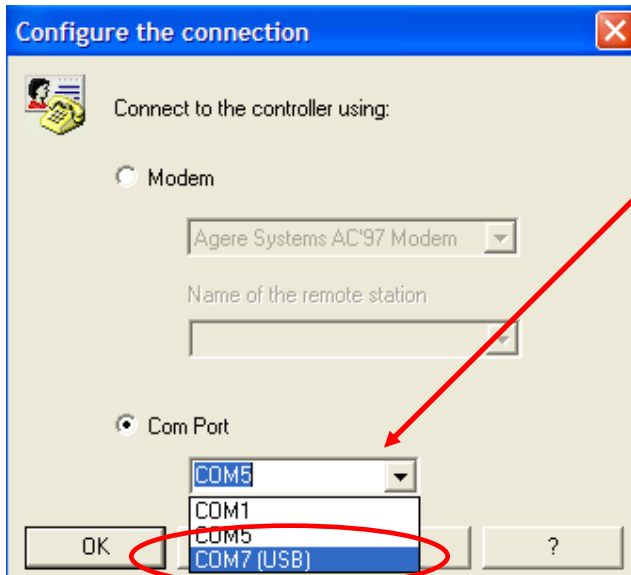 Configure the connection
Connect to the controller using:
Modem
Agere Systems AC'97 Modem
Name of the remote station
Com Port
COM5
COM1
COM5
COM7 (USB)
OK
?